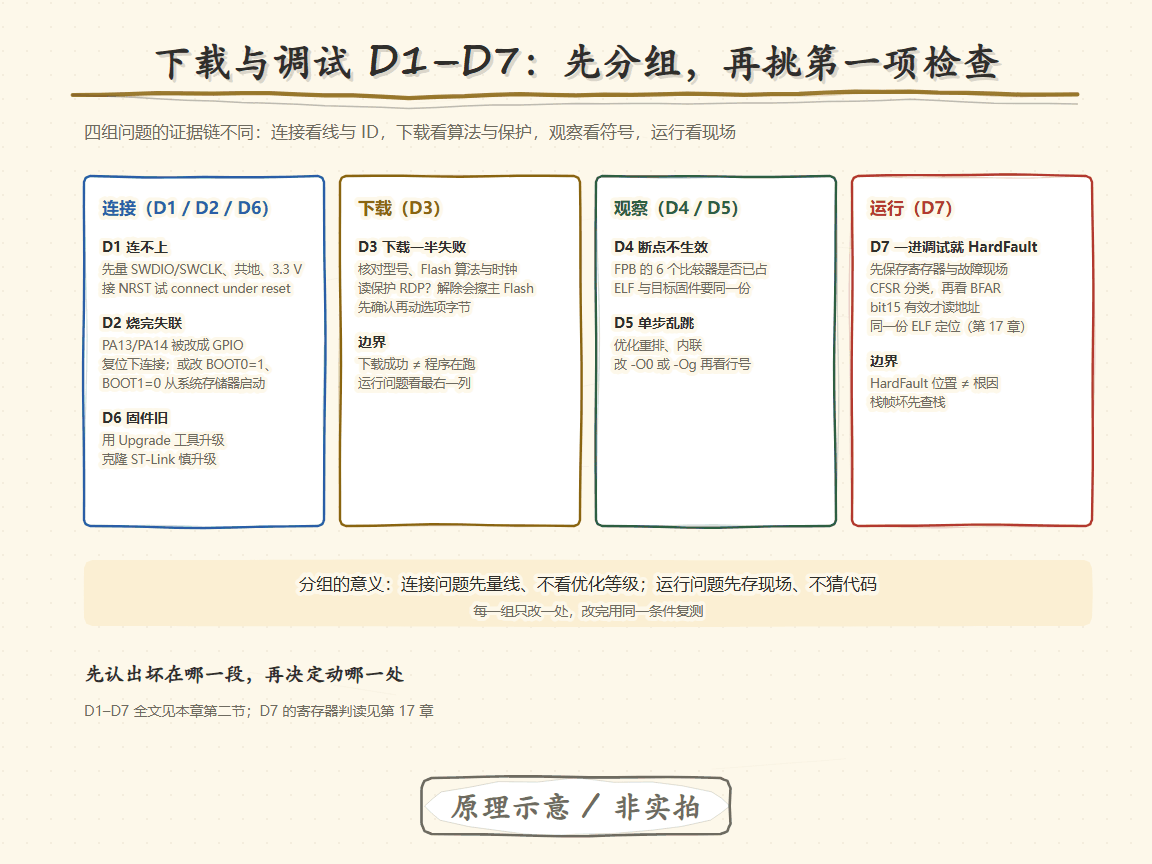 下载与调试 D1–D7：先分组，再挑第一项检查
四组问题的证据链不同：连接看线与 ID，下载看算法与保护，观察看符号，运行看现场
连接（D1 / D2 / D6）
D1 连不上
先量 SWDIO/SWCLK、共地、3.3 V
接 NRST 试 connect under reset
D2 烧完失联
PA13/PA14 被改成 GPIO
复位下连接；或改 BOOT0=1、
BOOT1=0 从系统存储器启动
D6 固件旧
用 Upgrade 工具升级
克隆 ST-Link 慎升级
下载（D3）
D3 下载一半失败
核对型号、Flash 算法与时钟
读保护 RDP？解除会擦主 Flash
先确认再动选项字节
边界
下载成功 ≠ 程序在跑
运行问题看最右一列
观察（D4 / D5）
D4 断点不生效
FPB 的 6 个比较器是否已占
ELF 与目标固件要同一份
D5 单步乱跳
优化重排、内联
改 -O0 或 -Og 再看行号
运行（D7）
D7 一进调试就 HardFault
先保存寄存器与故障现场
CFSR 分类，再看 BFAR
bit15 有效才读地址
同一份 ELF 定位（第 17 章）
边界
HardFault 位置 ≠ 根因
栈帧坏先查栈
分组的意义：连接问题先量线、不看优化等级；运行问题先存现场、不猜代码
每一组只改一处，改完用同一条件复测
先认出坏在哪一段，再决定动哪一处
D1–D7 全文见本章第二节；D7 的寄存器判读见第 17 章
原理示意 / 非实拍